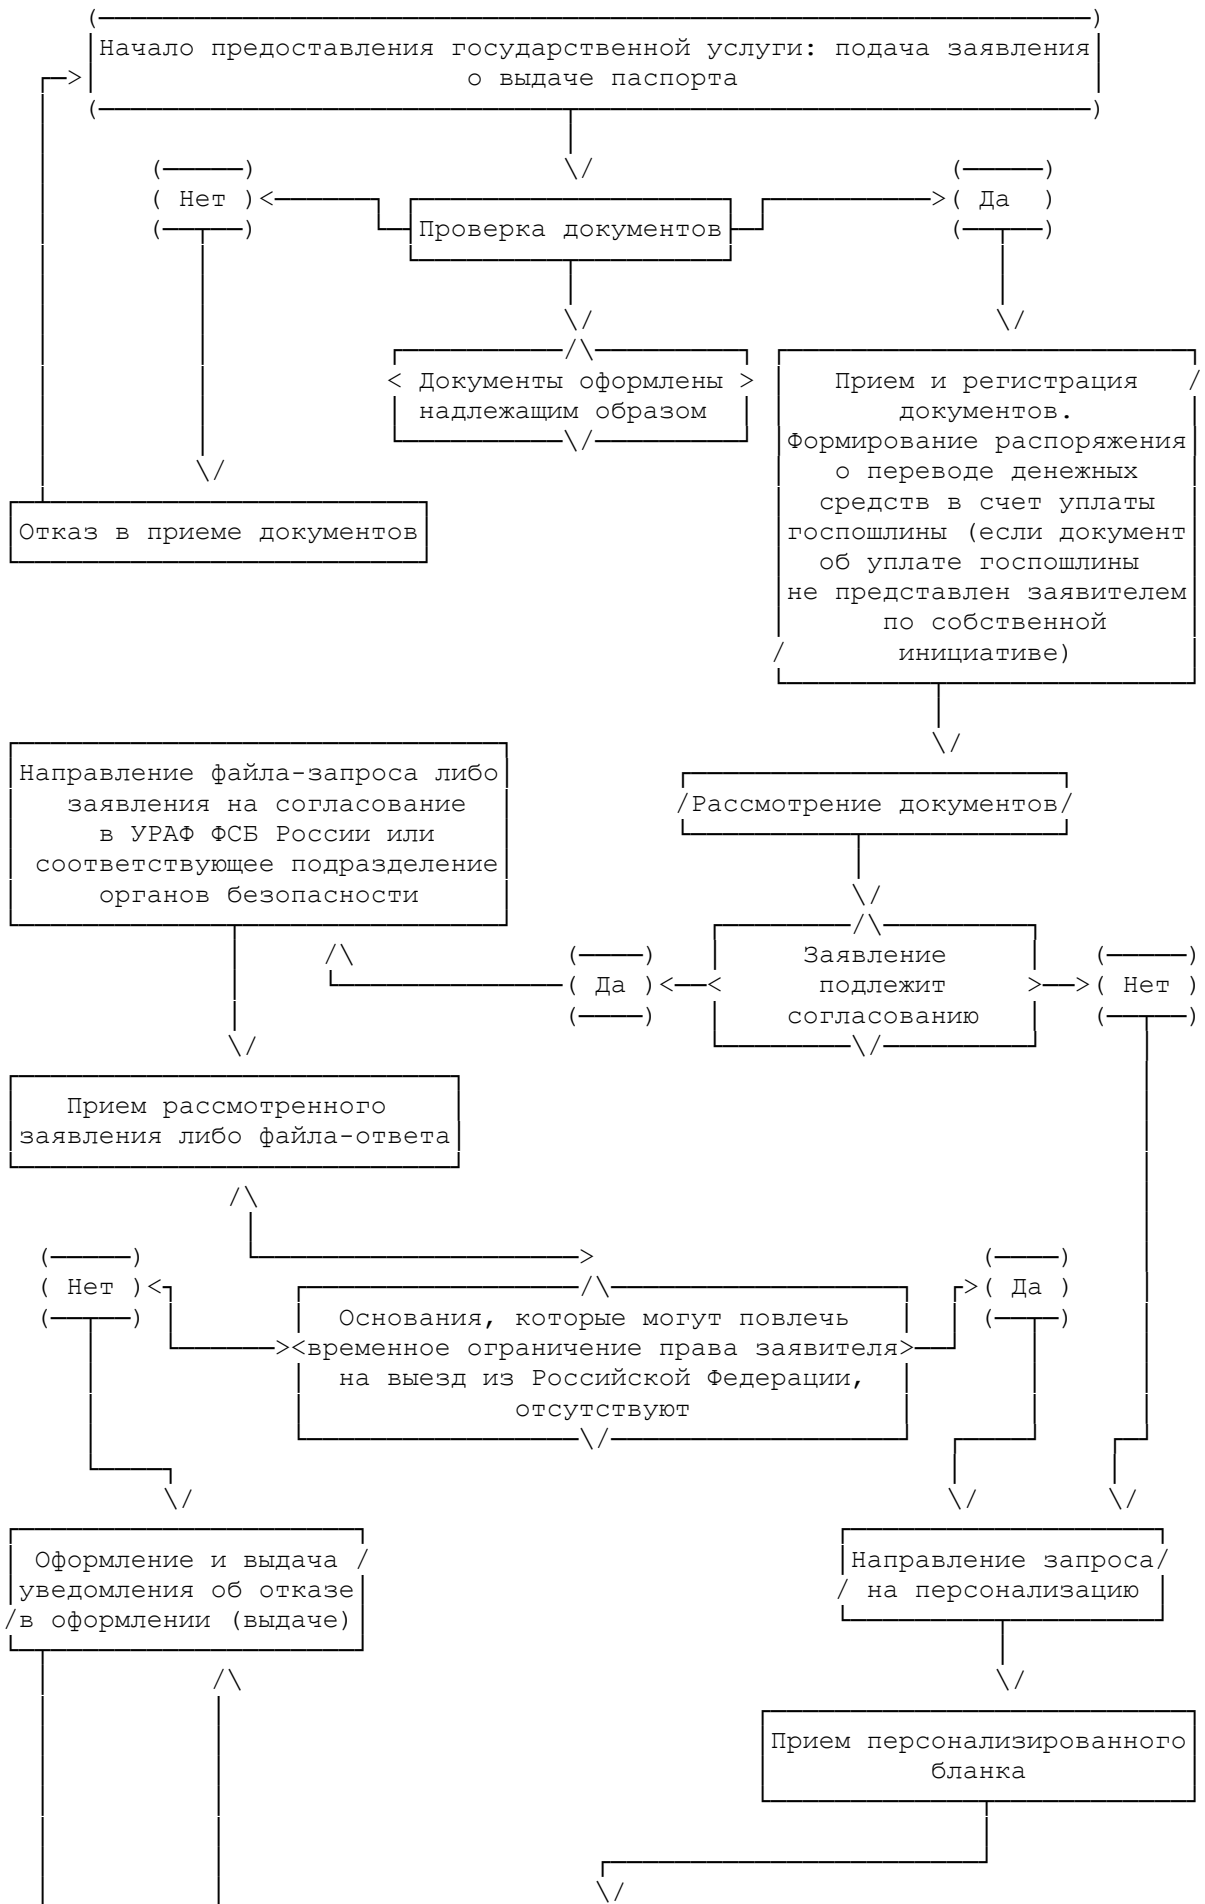 Начало предоставления государственной услуги: подача заявления
о выдаче паспорта
Нет
Да
Проверка документов
Документы оформлены
надлежащим образом
Прием и регистрация
документов.
Формирование распоряжения
о переводе денежных
средств в счет уплаты
госпошлины (если документ
об уплате госпошлины
не представлен заявителем
по собственной
инициативе)
Отказ в приеме документов
Направление файла-запроса либо
заявления на согласование
в УРАФ ФСБ России или
соответствующее подразделение
органов безопасности
Рассмотрение документов
Да
Заявление
подлежит
согласованию
Нет
Прием рассмотренного
заявления либо файла-ответа
Нет
Да
Основания, которые могут повлечь
временное ограничение права заявителя
на выезд из Российской Федерации,
отсутствуют
Оформление и выдача
уведомления об отказе
в оформлении (выдаче)
Направление запроса
на персонализацию
Прием персонализированного
бланка